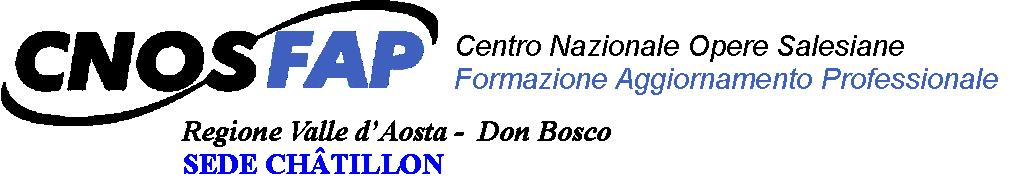 CNOSFAP
Centro Nazionale Opere Salesiane
Formazione Aggiornamento Professionale
Regione Valle d'Aosta - Don Bosco
SEDE CHÂTILLON